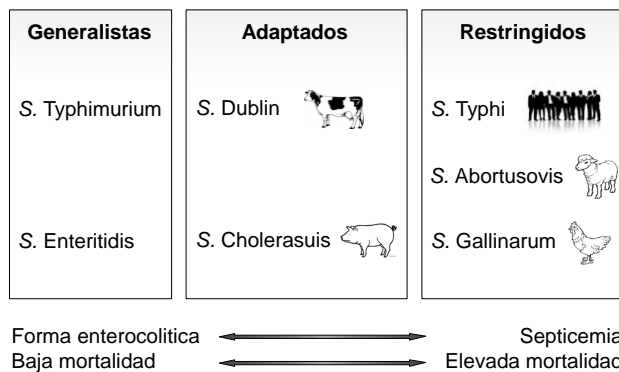 Generalistas
S. Typhimurium
S. Enteritidis
Adaptados
S. Dublin
S. Cholerasuis
Restringidos
S. Typhi
S. Abortusovis
S. Gallinarum
Forma enterocolitica
Septicemia
Baja mortalidad
Elevada mortalidad